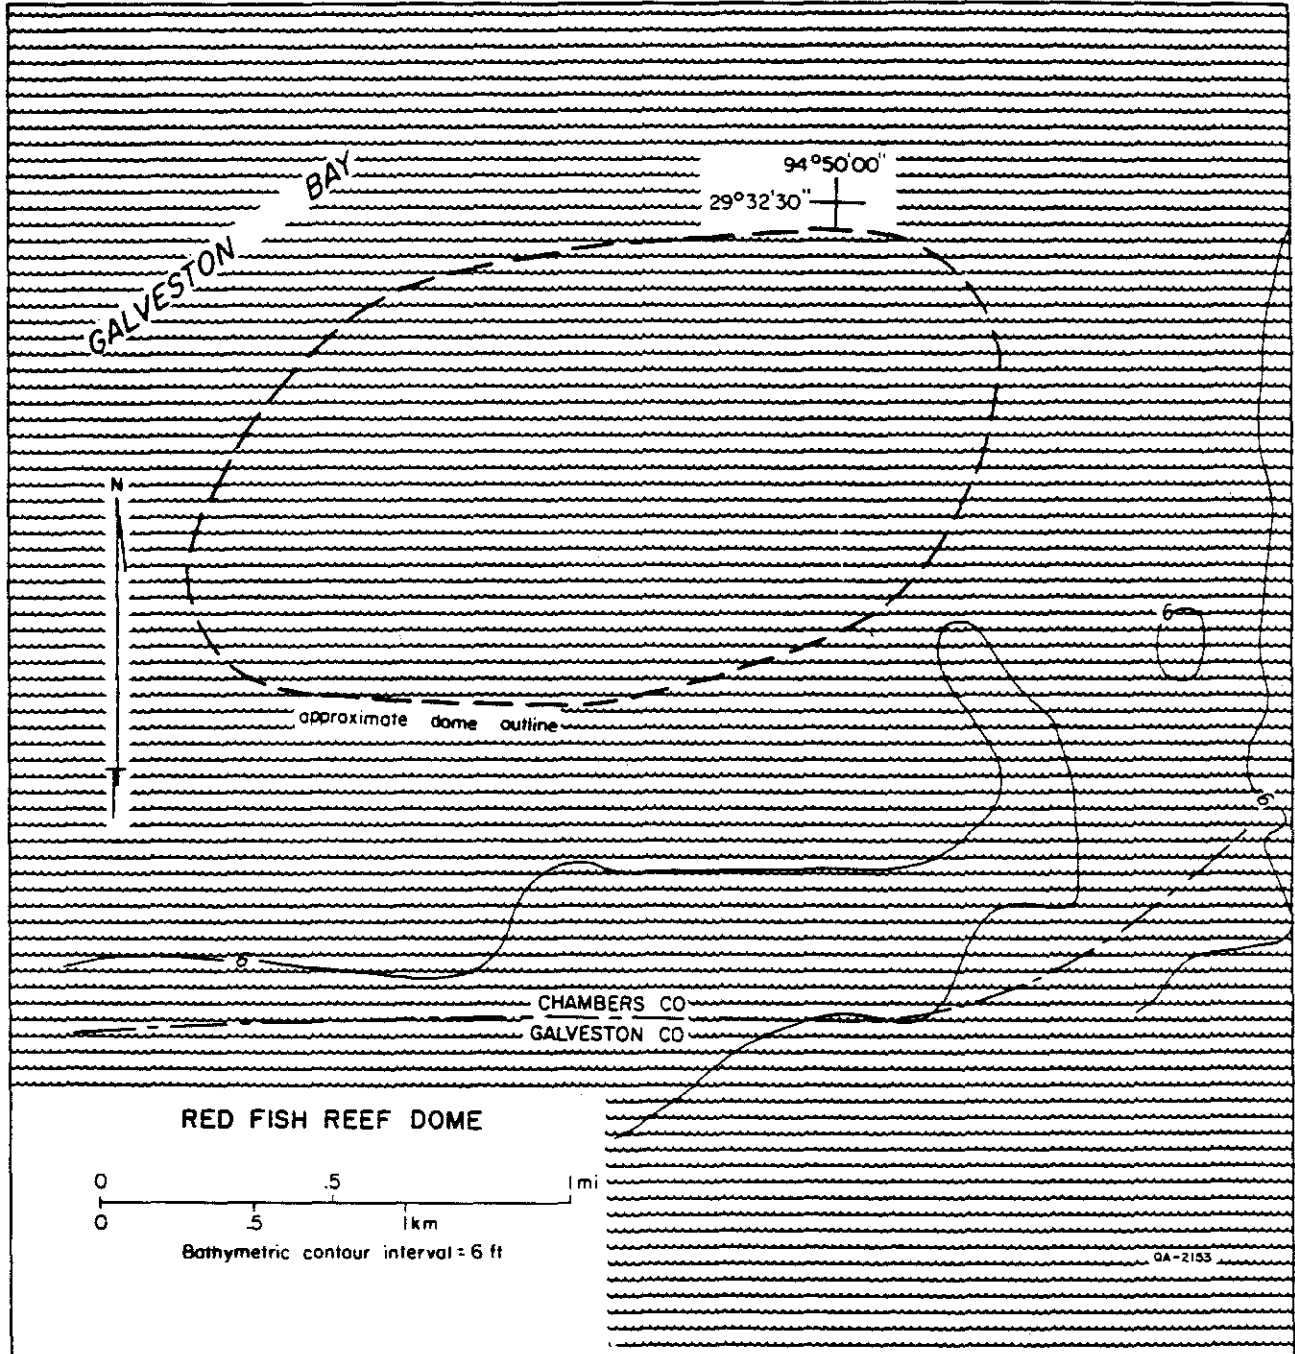 GALVESTON BAY
94°50'00"
29°32'30"
N
6
approximate dome outline
6
6
CHAMBERS CO
GALVESTON CO
RED FISH REEF DOME
0 .5 1 mi
0 .5 1 km
Bathymetric contour interval = 6 ft
QA-2153